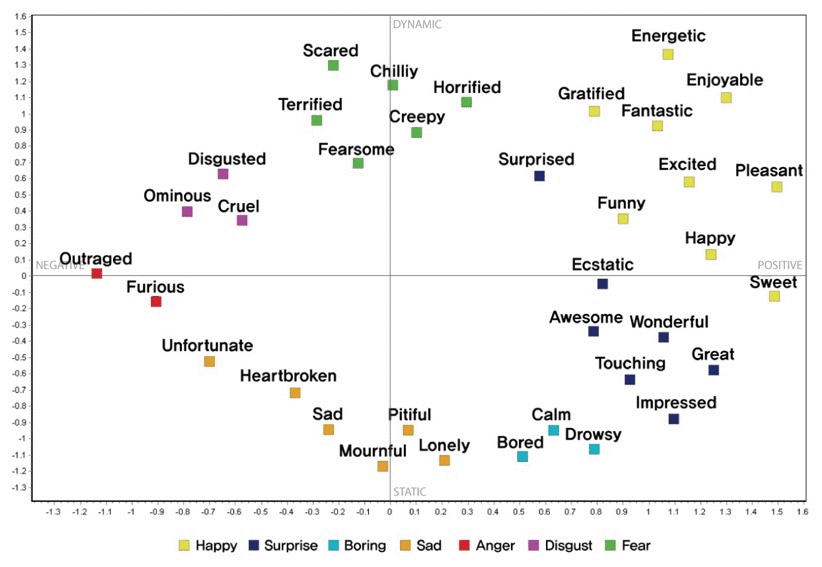 1.6
DYNAMIC
1.5
Energetic
1.4
Scared
1.3
1.2
Chilliy
Enjoyable
1.1
Horrified
Gratified
1
Terrified
Fantastic
0.9
Creepy
0.8
Fearsome
0.7
Disgusted
Surprised
Excited
Pleasant
0.6
0.5
Ominous
0.4
Cruel
Funny
0.3
0.2
Happy
0.1
Outraged
NEGATIVE
Ecstatic
POSITIVE
0
Furious
Sweet
-0.1
-0.2
Awesome
Wonderful
-0.3
-0.4
Unfortunate
-0.5
Great
Touching
-0.6
Heartbroken
-0.7
Impressed
-0.8
Sad
Pitiful
Calm
-0.9
Drowsy
-1
Mournful
Lonely
Bored
-1.1
-1.2
-1.3
STATIC
-1.3 -1.2 -1.1 -0.9 -0.8 -0.7 -0.6 -0.5 -0.4 -0.3 -0.2 -0.1 0 0.1 0.2 0.3 0.4 0.5 0.6 0.7 0.8 0.9 1 1.1 1.2 1.3 1.4 1.5 1.6
Happy Surprise Boring Sad Anger Disgust Fear